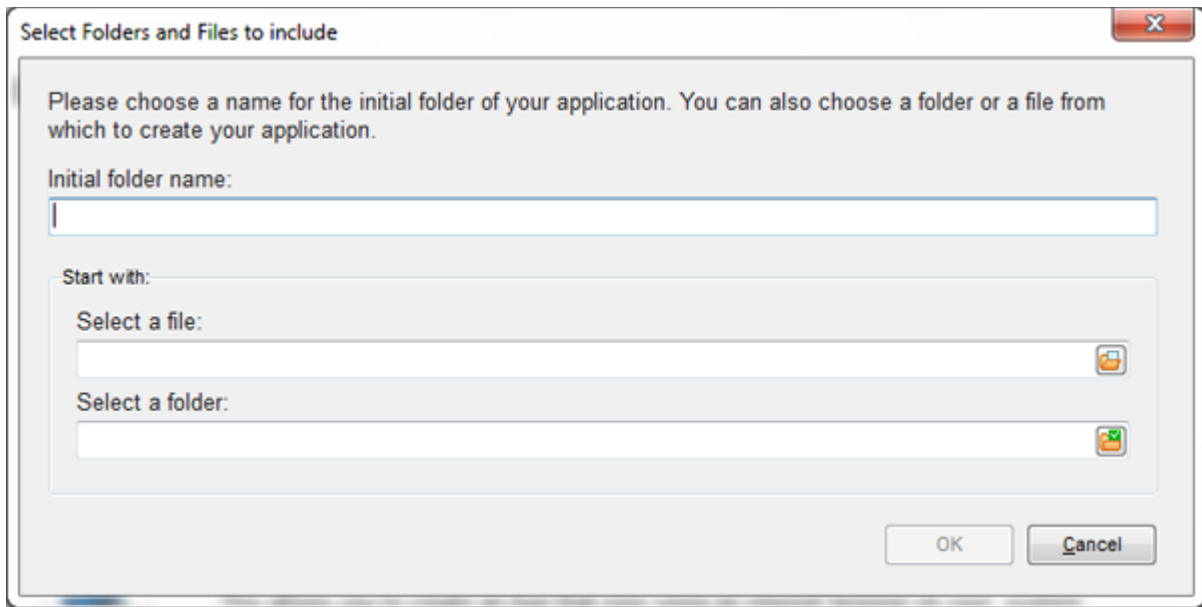 Select Folders and Files to include
Please choose a name for the initial folder of your application. You can also choose a folder or a file from
which to create your application.
Initial folder name:
Start with:
Select a file:
Select a folder:
OK
Cancel